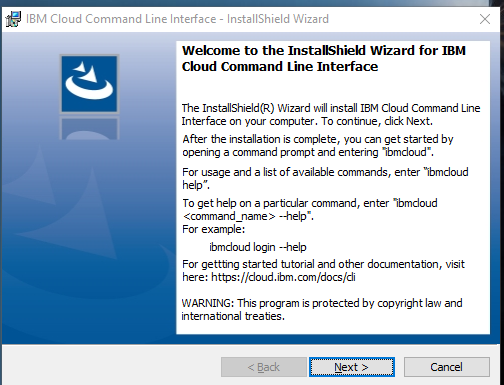 IBM Cloud Command Line Interface - InstallShield Wizard
Welcome to the InstallShield Wizard for IBM
Cloud Command Line Interface
The InstallShield(R) Wizard will install IBM Cloud Command Line
Interface on your computer. To continue, click Next.
After the installation is complete, you can get started by
opening a command prompt and entering "ibmcloud".
For usage and a list of available commands, enter "ibmcloud
help”.
To get help on a particular command, enter "ibmcloud
<command_name> --help".
For example:
ibmcloud login --help
For gettting started tutorial and other documentation, visit
here: https://cloud.ibm.com/docs/cli
WARNING: This program is protected by copyright law and
international treaties.
< Back
Next >
Cancel